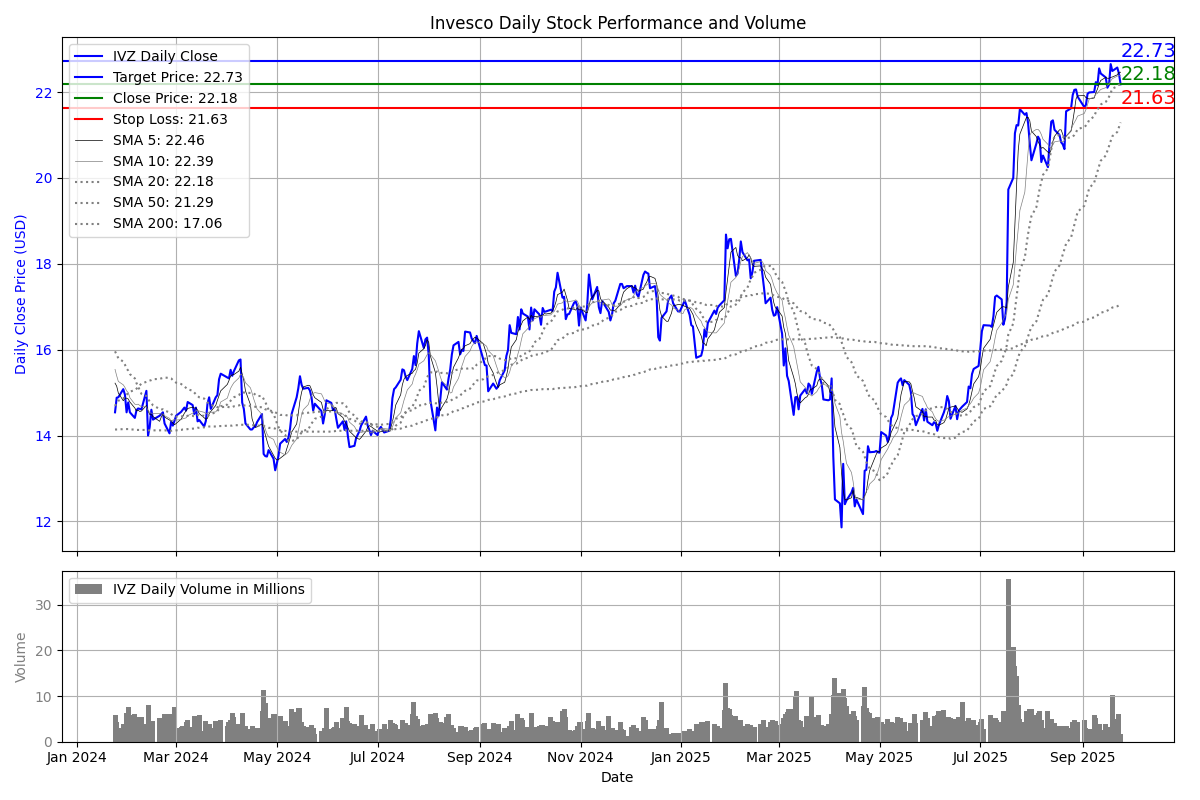 Invesco Daily Stock Performance and Volume
IVZ Daily Close
Target Price: 22.73
Close Price: 22.18
Stop Loss: 21.63
SMA 5: 22.46
SMA 10: 22.39
SMA 20: 22.18
SMA 50: 21.29
SMA 200: 17.06
22.73
22.18
21.63
22
20
18
16
14
12
Daily Close Price (USD)
IVZ Daily Volume in Millions
30
20
10
0
Volume
Jan 2024
Mar 2024
May 2024
Jul 2024
Sep 2024
Nov 2024
Jan 2025
Mar 2025
May 2025
Jul 2025
Sep 2025
Date